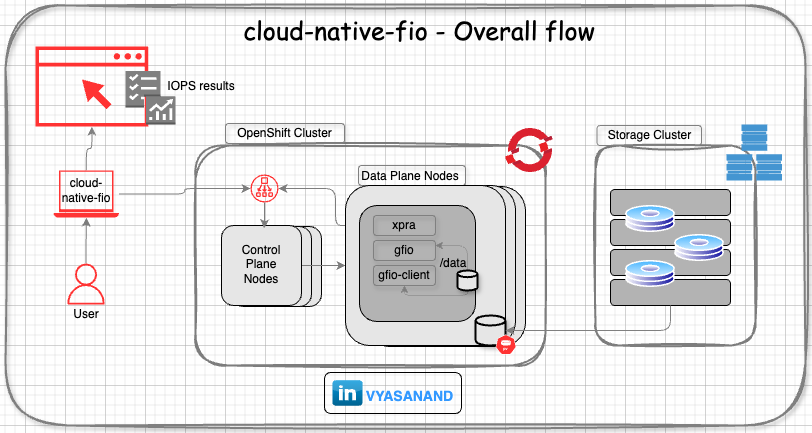 cloud-native-fio - Overall flow
IOPS results
OpenShift Cluster
Storage Cluster
cloud-
native-fio
Data Plane Nodes
xpra
gfio
/data
gfio-client
Control
Plane
Nodes
User
in VYASANAND